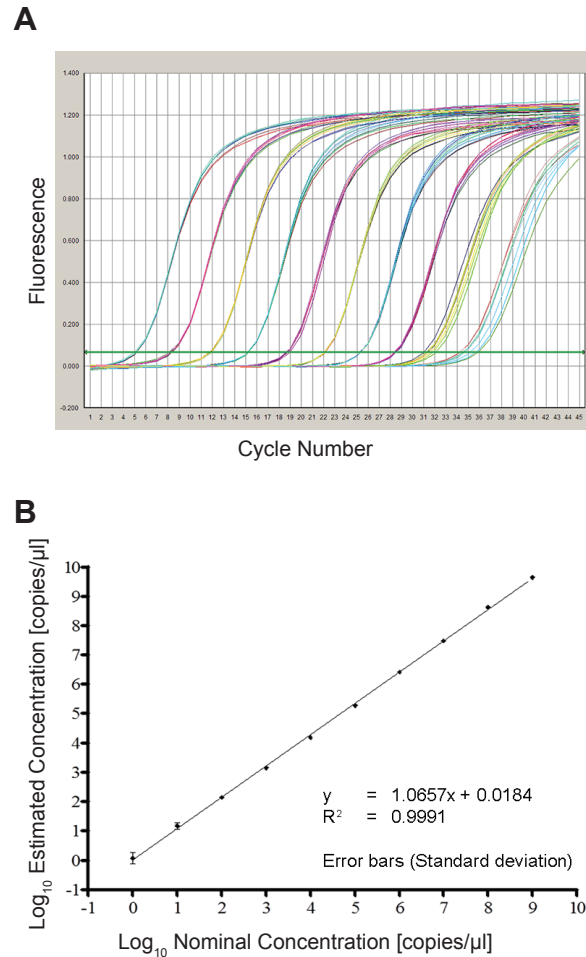 A
1.400
1.200
1.000
0.800
0.600
0.400
0.200
0.000
-0.200
Fluorescence
1 2 3 4 5 6 7 8 9 10 11 12 13 14 15 16 17 18 19 20 21 22 23 24 25 26 27 28 29 30 31 32 33 34 35 36 37 38 39 40 41 42 43 44 45
Cycle Number
B
Log10 Estimated Concentration [copies/µl]
10
9
8
7
6
5
4
3
2
1
0
-1
y = 1.0657x + 0.0184
R² = 0.9991
Error bars (Standard deviation)
-1 0 1 2 3 4 5 6 7 8 9 10
Log10 Nominal Concentration [copies/µl]